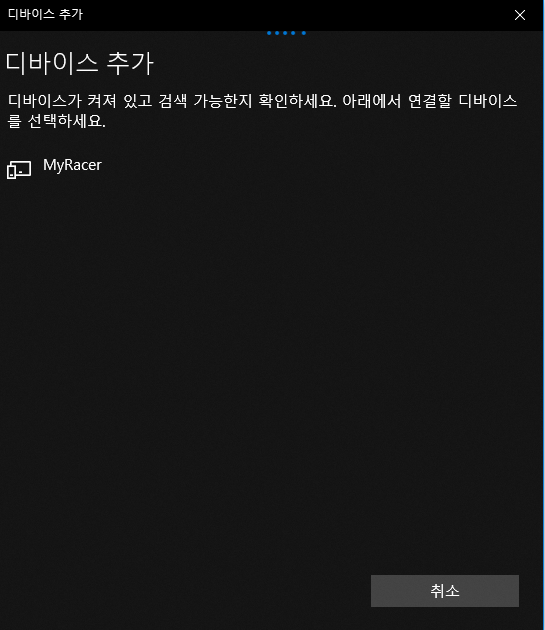 디바이스 추가
디바이스 추가
디바이스가 켜져 있고 검색 가능한지 확인하세요. 아래에서 연결할 디바이스
를 선택하세요.
MyRacer
취소